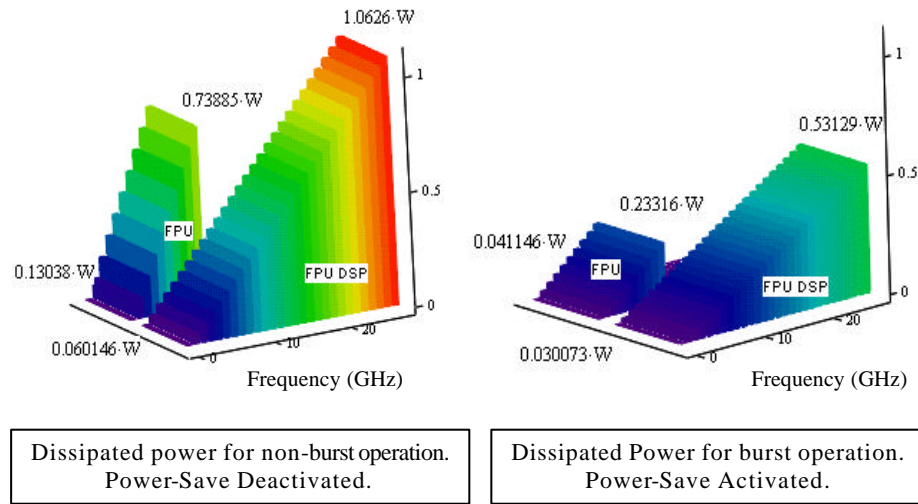 1.0626·W
1
0.73885·W
0.5
FPU
0.13038·W
FPU DSP
0
20
10
0
0.060146·W
Frequency (GHz)
Dissipated power for non-burst operation.
Power-Save Deactivated.
1
0.53129·W
0.5
0.23316·W
0.041146·W
FPU
FPU DSP
0
20
10
0
0.030073·W
Frequency (GHz)
Dissipated Power for burst operation.
Power-Save Activated.